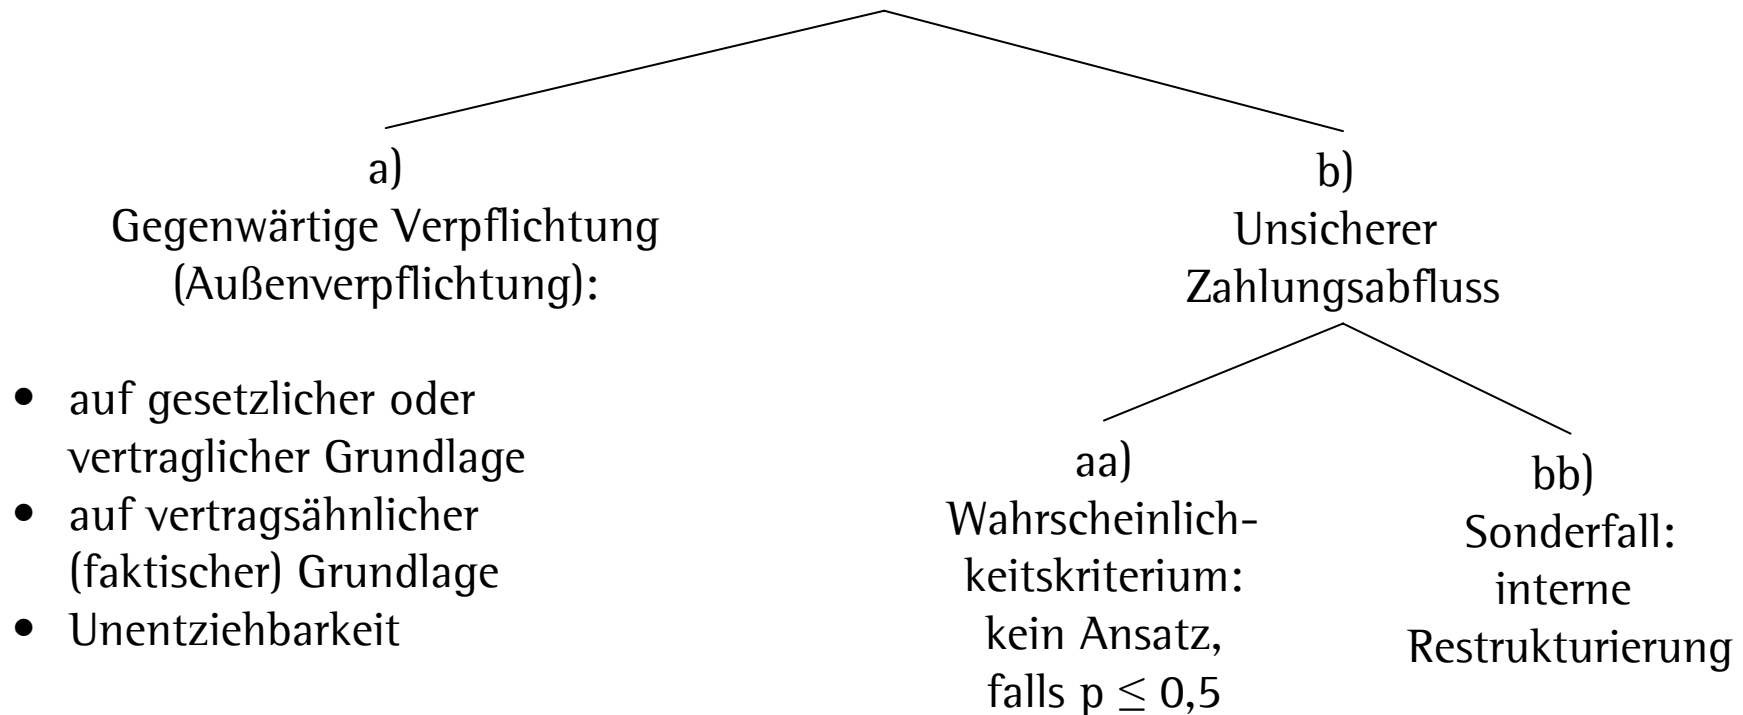 a)
Gegenwärtige Verpflichtung
(Außenverpflichtung):
• auf gesetzlicher oder
vertraglicher Grundlage
• auf vertragsähnlicher
(faktischer) Grundlage
• Unentziehbarkeit
b)
Unsicherer
Zahlungsabfluss
aa)
Wahrscheinlich-
keitskriterium:
kein Ansatz,
falls p ≤ 0,5
bb)
Sonderfall:
interne
Restrukturierung